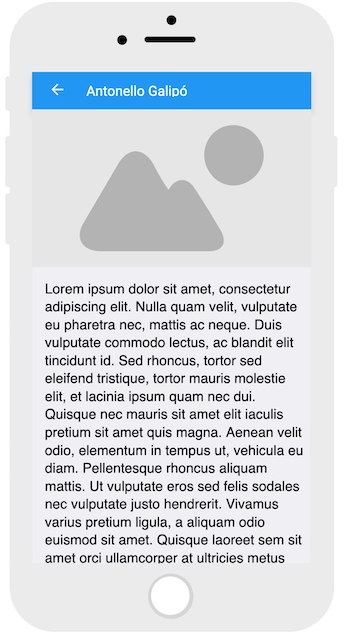 Antonello Galipó
Lorem ipsum dolor sit amet, consectetur
adipiscing elit. Nulla quam velit, vulputate
eu pharetra nec, mattis ac neque. Duis
vulputate commodo lectus, ac blandit elit
tincidunt id. Sed rhoncus, tortor sed
eleifend tristique, tortor mauris molestie
elit, et lacinia ipsum quam nec dui.
Quisque nec mauris sit amet elit iaculis
pretium sit amet quis magna. Aenean velit
odio, elementum in tempus ut, vehicula eu
diam. Pellentesque rhoncus aliquam
mattis. Ut vulputate eros sed felis sodales
nec vulputate justo hendrerit. Vivamus
varius pretium ligula, a aliquam odio
euismod sit amet. Quisque laoreet sem sit
amet orci ullamcorper at ultricies metus